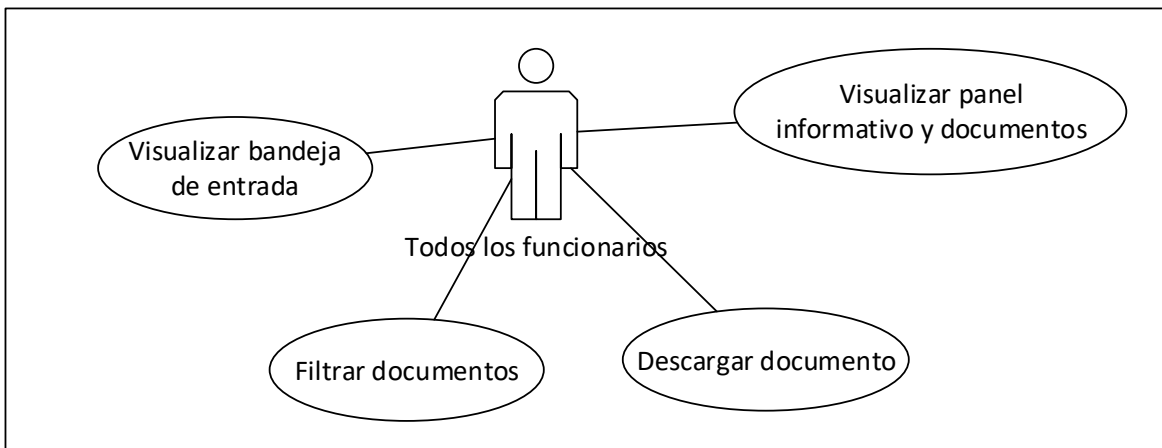 Visualizar panel
informativo y documentos
Visualizar bandeja
de entrada
Todos los funcionarios
Filtrar documentos
Descargar documento